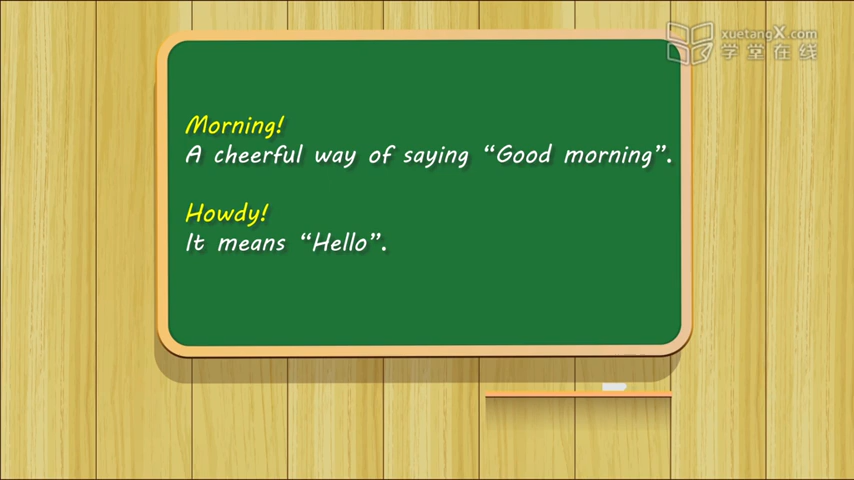 xuetangX.com
学堂在线
Morning!
A cheerful way of saying “Good morning”.
Howdy!
It means “Hello”.